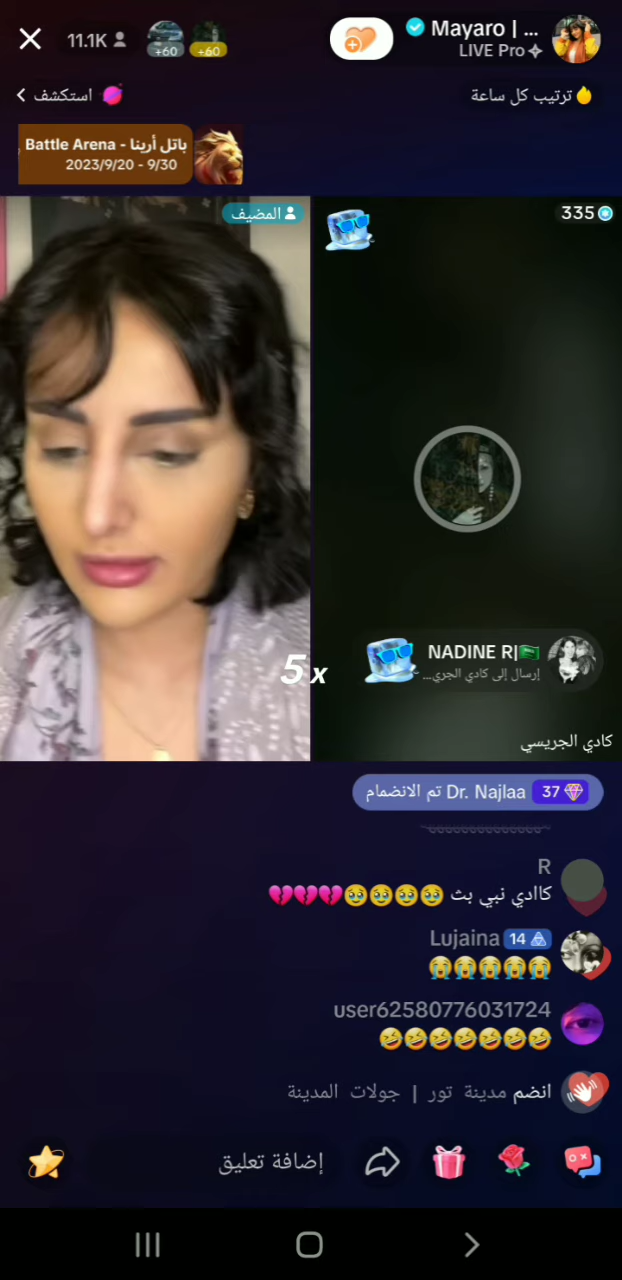 11.1K
+60
+60
Mayaro | ...
LIVE Pro
استكشف
ترتيب كل ساعة
باتل أرينا - Battle Arena
2023/9/20 - 9/30
المضيف
335
NADINE R|
إرسال إلى كادي الجري...
5x
كادي الجريسي
37 Dr. Najlaa تم الانضمام
R
كاادي نبي بث 🥹🥹🥹🥹💔💔💔
Lujaina 14
😭😭😭😭😭
user62580776031724
🤣🤣🤣🤣🤣🤣🤣
انضم مدينة تور | جولات المدينة
إضافة تعليق